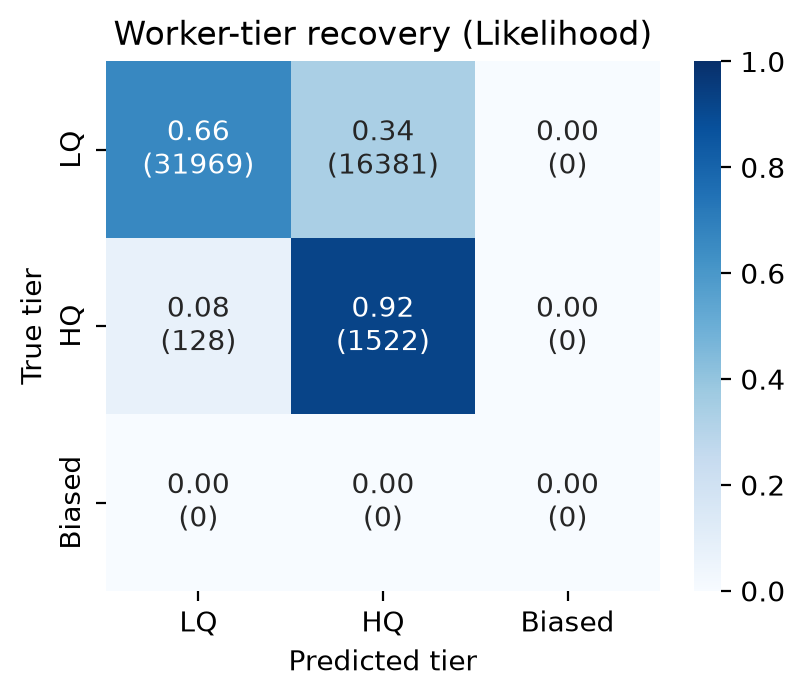 Worker-tier recovery (Likelihood)
True tier
LQ
0.66
(31969)
0.34
(16381)
0.00
(0)
HQ
0.08
(128)
0.92
(1522)
0.00
(0)
Biased
0.00
(0)
0.00
(0)
0.00
(0)
LQ
HQ
Biased
Predicted tier
1.0
0.8
0.6
0.4
0.2
0.0